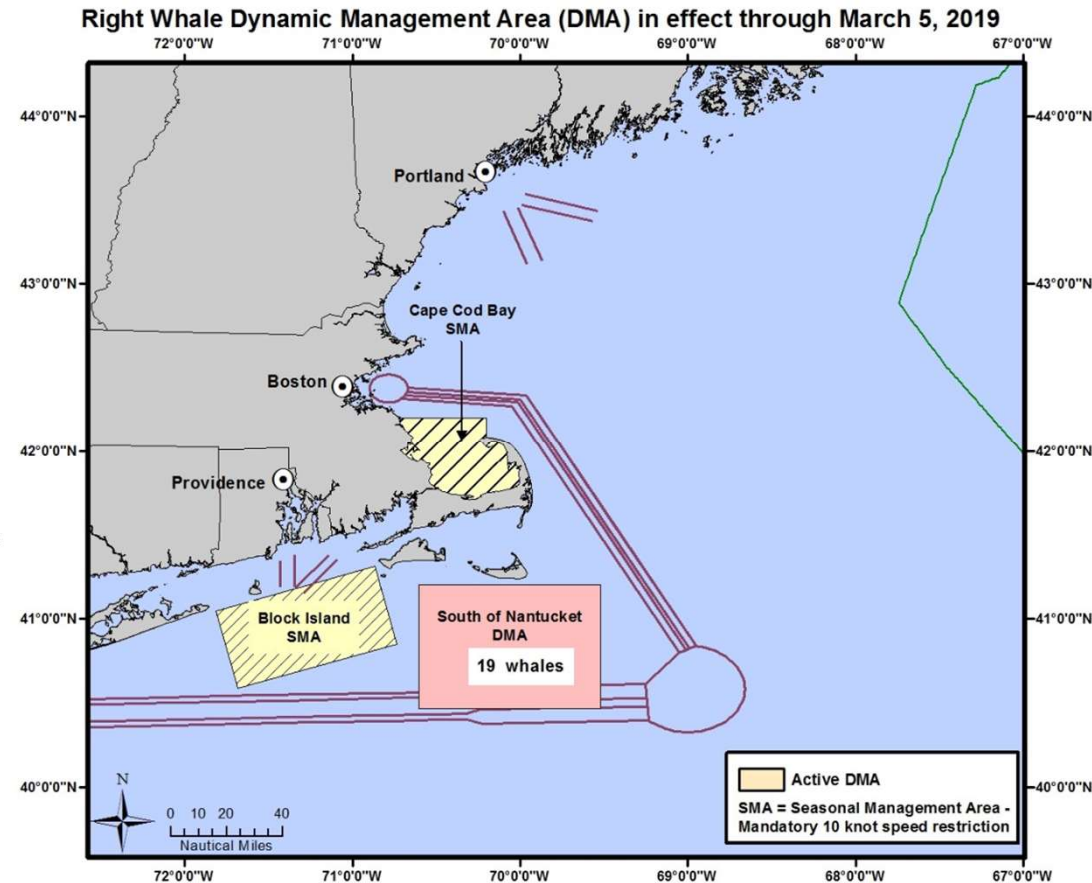 Right Whale Dynamic Management Area (DMA) in effect through March 5, 2019
72°0'0"W 71°0'0"W 70°0'0"W 69°0'0"W 68°0'0"W 67°0'0"W
44°0'0"N 44°0'0"N
Portland
43°0'0"N 43°0'0"N
Cape Cod Bay
SMA
Boston
42°0'0"N 42°0'0"N
Providence
41°0'0"N 41°0'0"N
Block Island
SMA
South of Nantucket
DMA
19 whales
40°0'0"N 40°0'0"N
N
0 10 20 40
Nautical Miles
Active DMA
SMA = Seasonal Management Area -
Mandatory 10 knot speed restriction
72°0'0"W 71°0'0"W 70°0'0"W 69°0'0"W 68°0'0"W 67°0'0"W